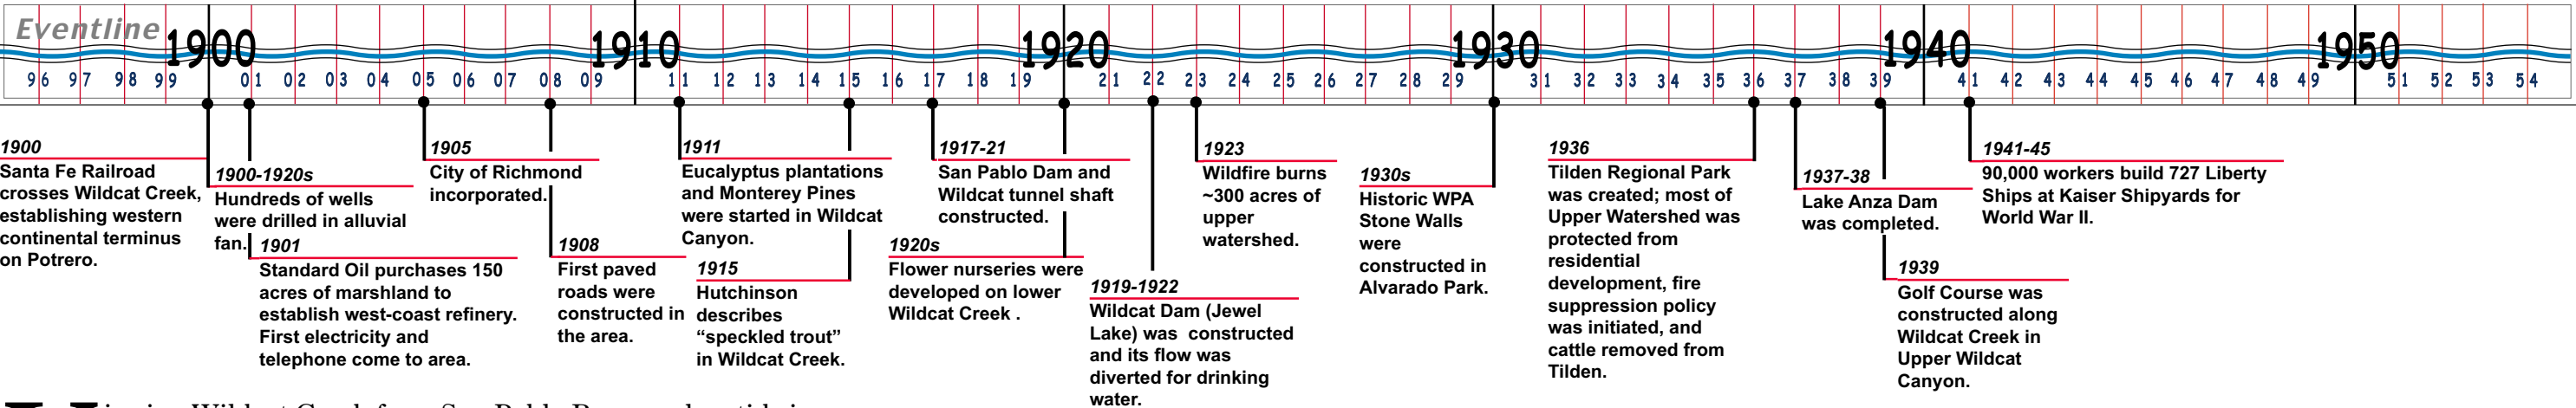 Eventline
96 97 98 99 1900 01 02 03 04 05 06 07 08 09 1910 11 12 13 14 15 16 17 18 19 1920 21 22 23 24 25 26 27 28 29 1930 31 32 33 34 35 36 37 38 39 1940 41 42 43 44 45 46 47 48 49 1950 51 52 53 54
1900
Santa Fe Railroad
crosses Wildcat Creek,
establishing western
continental terminus
on Potrero.
1900-1920s
Hundreds of wells
were drilled in alluvial
fan.
1901
Standard Oil purchases 150
acres of marshland to
establish west-coast refinery.
First electricity and
telephone come to area.
1905
City of Richmond
incorporated.
1908
First paved
roads were
constructed in
the area.
1911
Eucalyptus plantations
and Monterey Pines
were started in Wildcat
Canyon.
1915
Hutchinson
describes
“speckled trout”
in Wildcat Creek.
1917-21
San Pablo Dam and
Wildcat tunnel shaft
constructed.
1920s
Flower nurseries were
developed on lower
Wildcat Creek .
1919-1922
Wildcat Dam (Jewel
Lake) was constructed
and its flow was
diverted for drinking
water.
1923
Wildfire burns
~300 acres of
upper
watershed.
1930s
Historic WPA
Stone Walls
were
constructed in
Alvarado Park.
1936
Tilden Regional Park
was created; most of
Upper Watershed was
protected from
residential
development, fire
suppression policy
was initiated, and
cattle removed from
Tilden.
1937-38
Lake Anza Dam
was completed.
1939
Golf Course was
constructed along
Wildcat Creek in
Upper Wildcat
Canyon.
1941-45
90,000 workers build 727 Liberty
Ships at Kaiser Shipyards for
World War II.